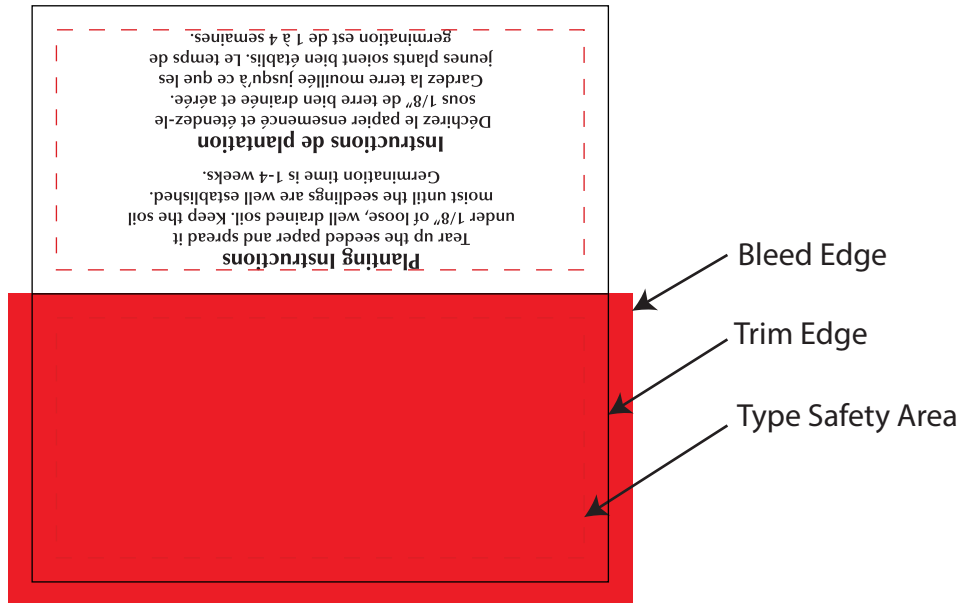 Planting Instructions
Tear up the seeded paper and spread it
under 1/8" of loose, well drained soil. Keep the soil
moist until the seedlings are well established.
Germination time is 1-4 weeks.
Instructions de plantation
Déchirez le papier ensemencé et étendez-le
sous 1/8" de terre bien drainée et aérée.
Gardez la terre mouillée jusqu'à ce que les
jeunes plants soient bien établis. Le temps de
germination est de 1 à 4 semaines.
Bleed Edge
Trim Edge
Type Safety Area